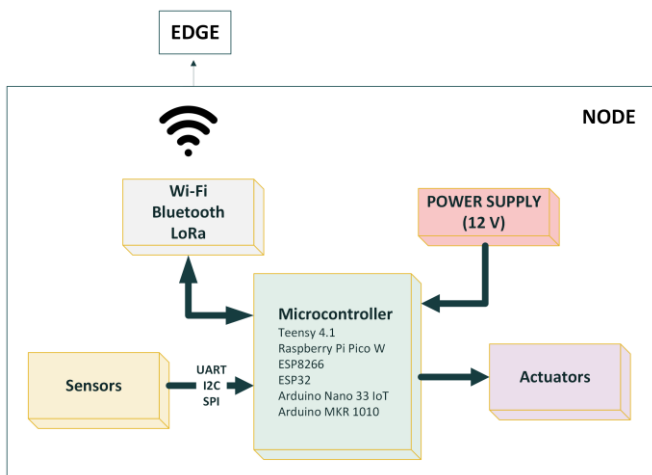 EDGE
NODE
Wi-Fi
Bluetooth
LoRa
POWER SUPPLY
(12 V)
Microcontroller
Teensy 4.1
Raspberry Pi Pico W
ESP8266
ESP32
Arduino Nano 33 IoT
Arduino MKR 1010
Sensors
UART
I2C
SPI
Actuators